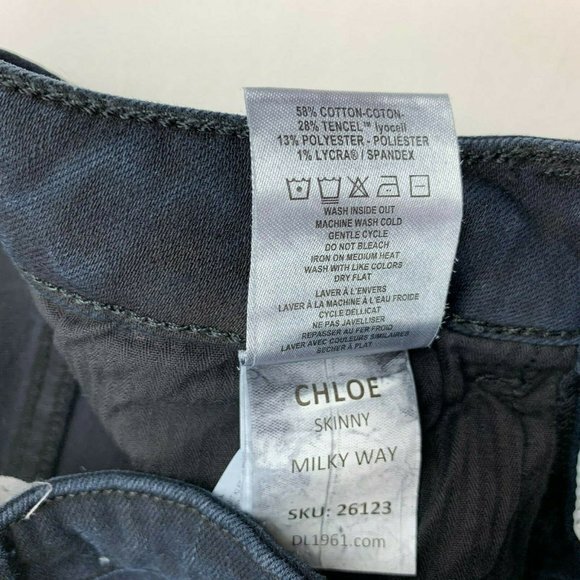 58% COTTON-COTON-
28% TENCEL™ lyocell
13% POLYESTER - POLIESTER
1% LYCRA® / SPANDEX
WASH INSIDE OUT
MACHINE WASH COLD
GENTLE CYCLE
DO NOT BLEACH
IRON ON MEDIUM HEAT
WASH WITH LIKE COLORS
DRY FLAT
LAVER À L'ENVERS
LAVER À LA MACHINE À L'EAU FROIDE
CYCLE DELLICAT
NE PAS JAVELLISER
REPASSER AU FER FROID
LAVER AVEC COULEURS SIMILAIRES
SECHER À PLAT
CHLOE
SKINNY
MILKY WAY
SKU: 26123
DL1961.com